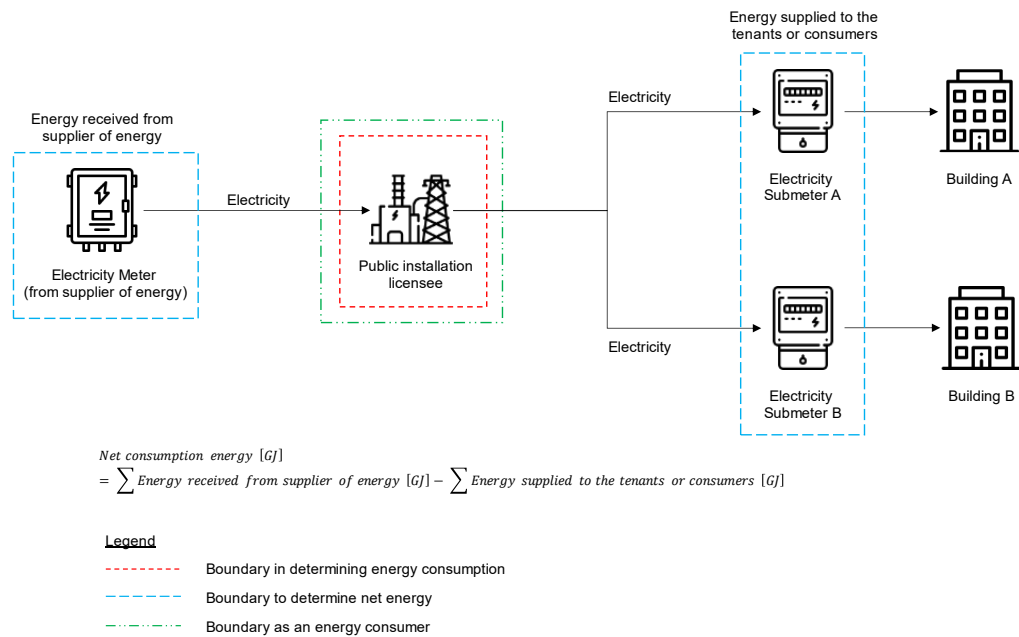 Energy supplied to the
tenants or consumers
Energy received from
supplier of energy
Electricity
Electricity
Electricity
Submeter A
Building A
Electricity Meter
(from supplier of energy)
Public installation
licensee
Electricity
Electricity
Submeter B
Building B
Net consumption energy [GJ]
= ∑ Energy received from supplier of energy [GJ] − ∑ Energy supplied to the tenants or consumers [GJ]
Legend
Boundary in determining energy consumption
Boundary to determine net energy
Boundary as an energy consumer